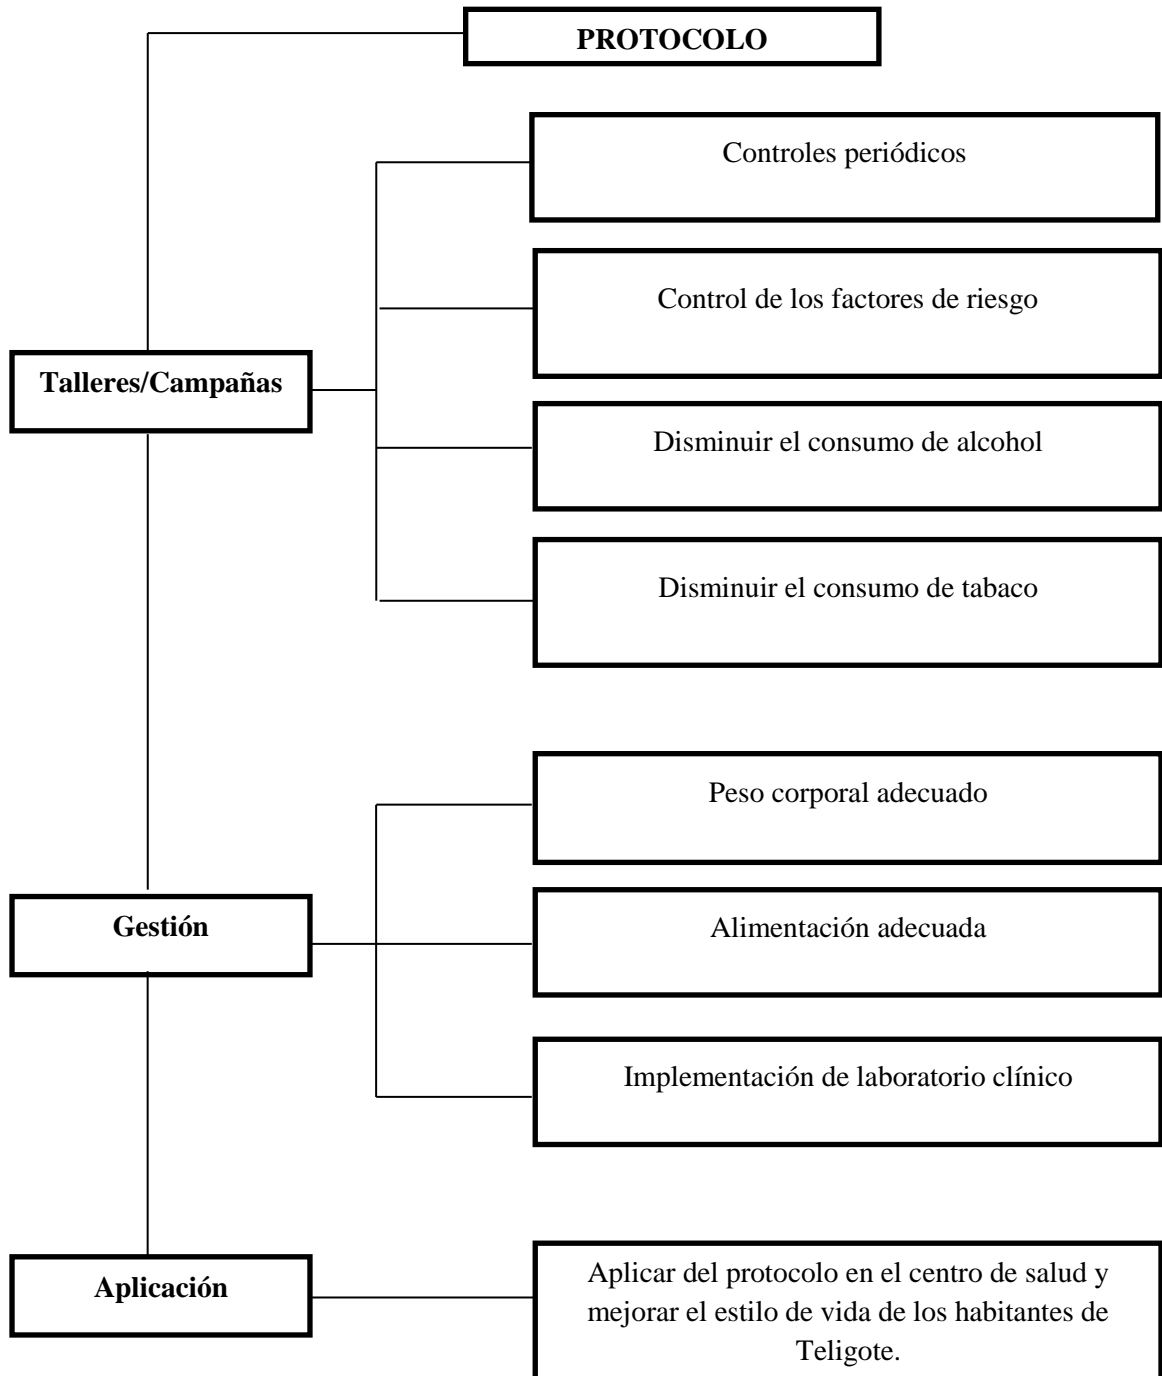 PROTOCOLO
Controles periódicos
Control de los factores de riesgo
Talleres/Campañas
Disminuir el consumo de alcohol
Disminuir el consumo de tabaco
Peso corporal adecuado
Gestión
Alimentación adecuada
Implementación de laboratorio clínico
Aplicación
Aplicar del protocolo en el centro de salud y
mejorar el estilo de vida de los habitantes de
Teligote.